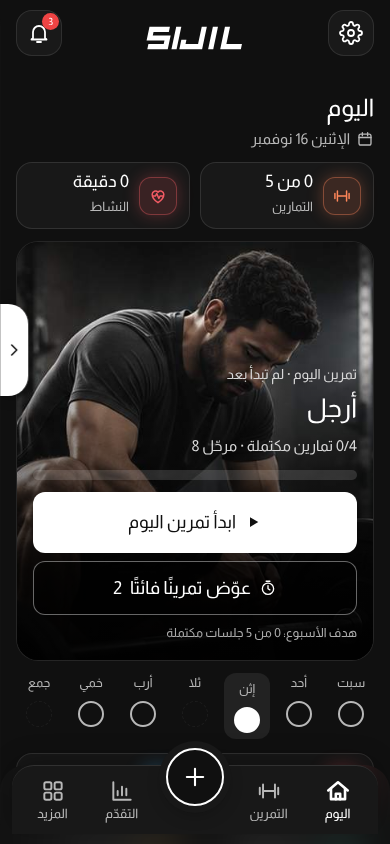 3
SIJIL
اليوم
الإثنين 16 نوفمبر
0 من 5
التمارين
0 دقيقة
النشاط
تمرين اليوم · لم تبدأ بعد
أرجل
0/4 تمارين مكتملة · مرحّل 8
ابدأ تمرين اليوم
عوّض تمرينًا فائتًا 2
هدف الأسبوع: 0 من 5 جلسات مكتملة
سبت
أحد
إثن
ثلا
أرب
خمي
جمع
اليوم
التمرين
التقدّم
المزيد